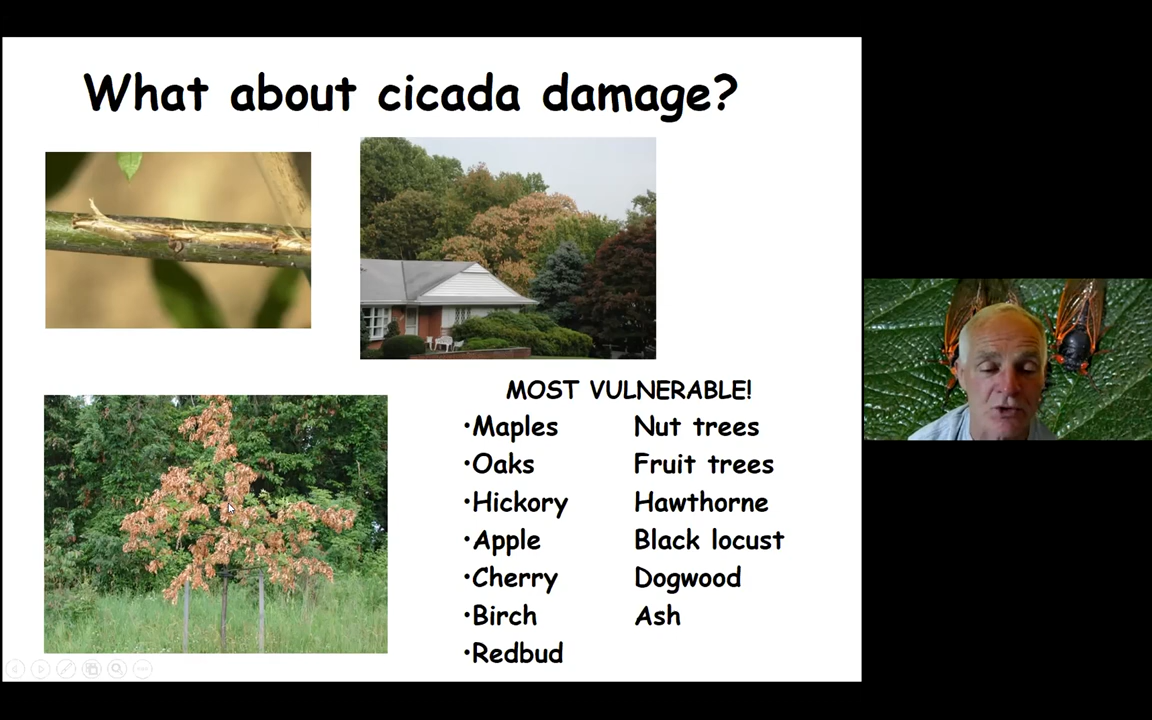 What about cicada damage?
MOST VULNERABLE!
•Maples
•Oaks
•Hickory
•Apple
•Cherry
•Birch
•Redbud
Nut trees
Fruit trees
Hawthorne
Black locust
Dogwood
Ash